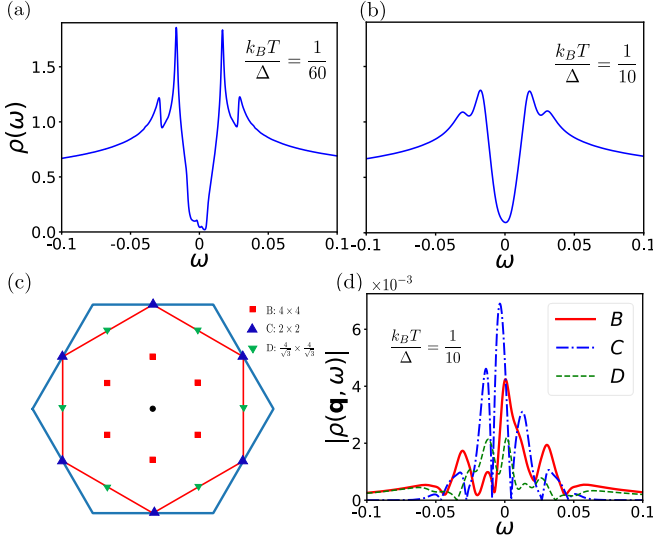 (a)
k_BT/Δ = 1/60
ρ(ω)
1.5
1.0
0.5
0.0
-0.1 -0.05 0 0.05 0.1
ω
(b)
k_BT/Δ = 1/10
-0.1 -0.05 0 0.05 0.1
ω
(c)
B: 4 × 4
C: 2 × 2
D: 4/√3 × 4/√3
(d)
×10⁻³
k_BT/Δ = 1/10
B
C
D
|ρ(q, ω)|
6
4
2
0
-0.1 -0.05 0 0.05 0.1
ω